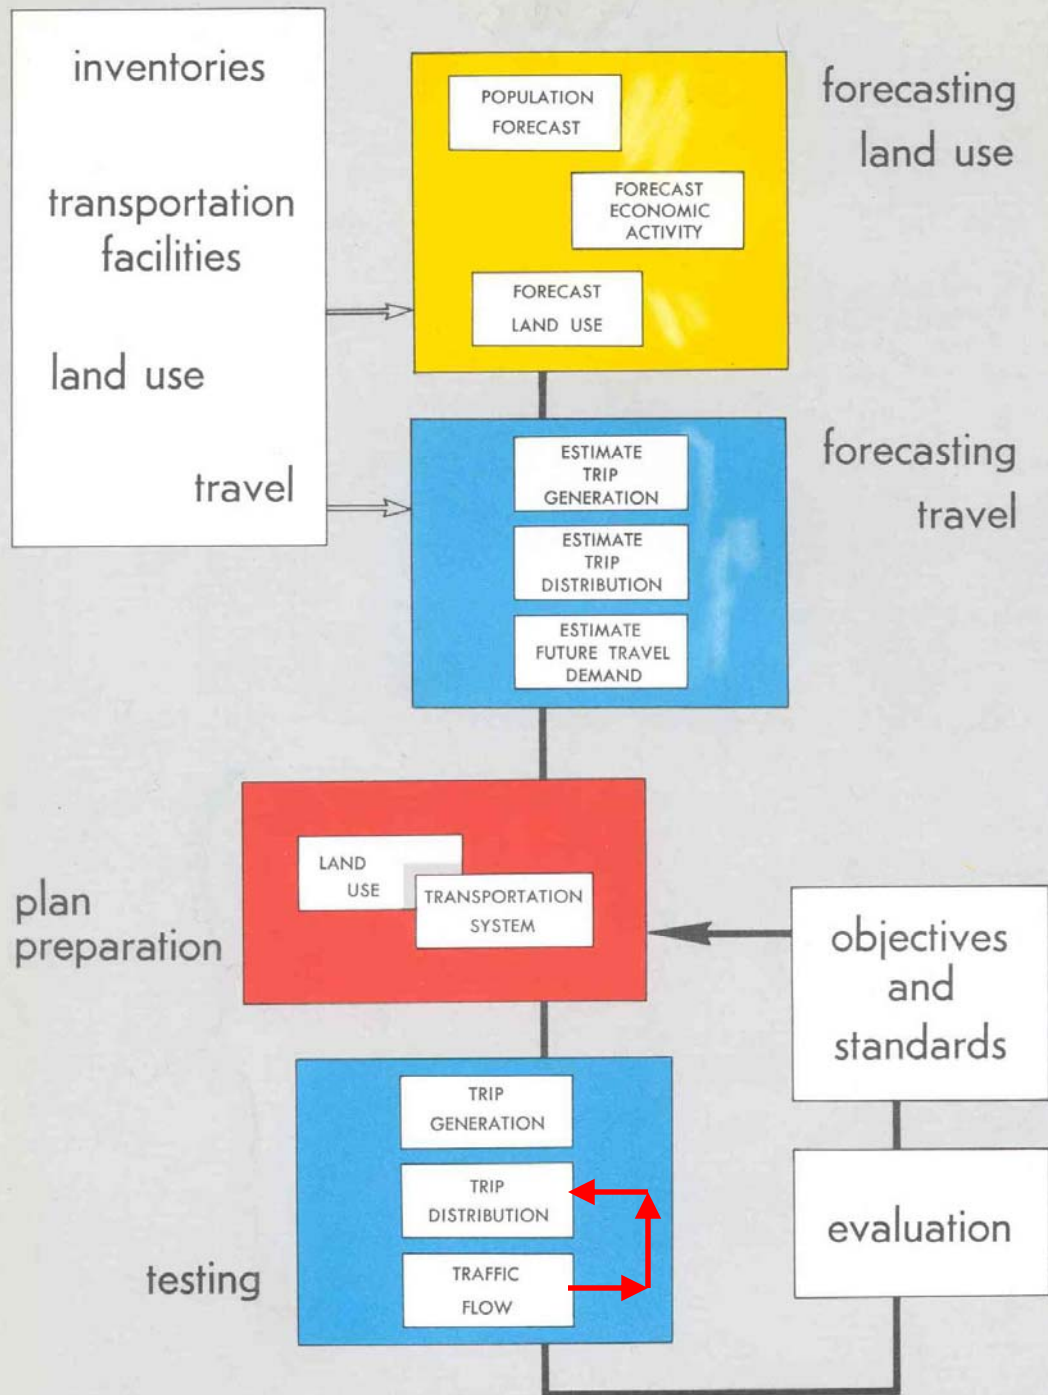 inventories
transportation
facilities
land use
travel
POPULATION
FORECAST
FORECAST
ECONOMIC
ACTIVITY
FORECAST
LAND USE
forecasting
land use
ESTIMATE
TRIP
GENERATION
ESTIMATE
TRIP
DISTRIBUTION
ESTIMATE
FUTURE TRAVEL
DEMAND
forecasting
travel
plan
preparation
LAND
USE
TRANSPORTATION
SYSTEM
objectives
and
standards
testing
TRIP
GENERATION
TRIP
DISTRIBUTION
TRAFFIC
FLOW
evaluation